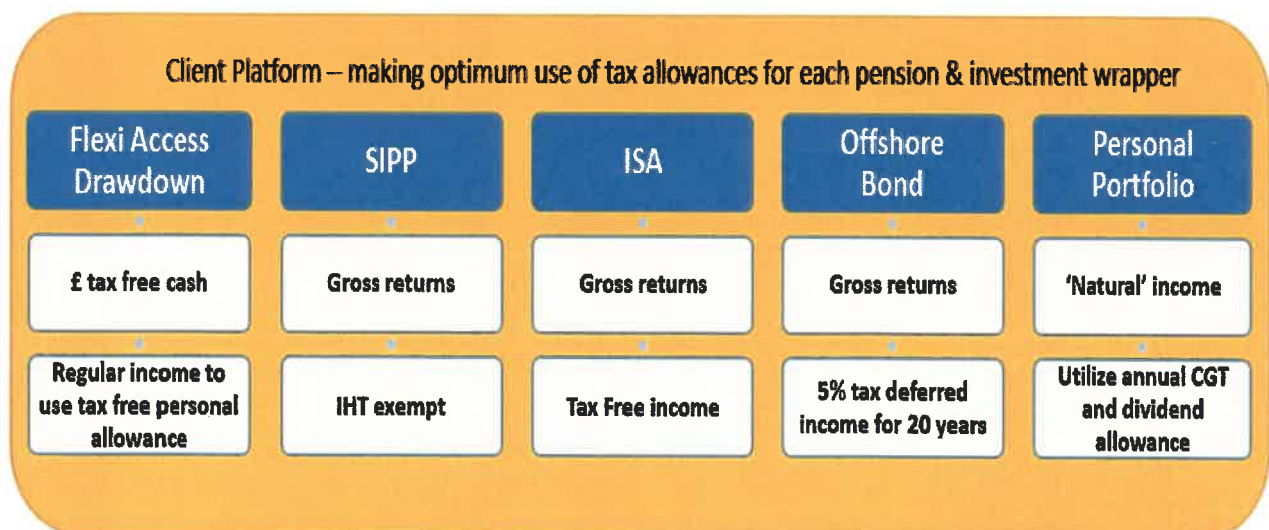 Client Platform – making optimum use of tax allowances for each pension & investment wrapper
Flexi Access
Drawdown
£ tax free cash
Regular income to
use tax free personal
allowance
SIPP
Gross returns
IHT exempt
ISA
Gross returns
Tax Free income
Offshore
Bond
Gross returns
5% tax deferred
income for 20 years
Personal
Portfolio
‘Natural’ income
Utilize annual CGT
and dividend
allowance